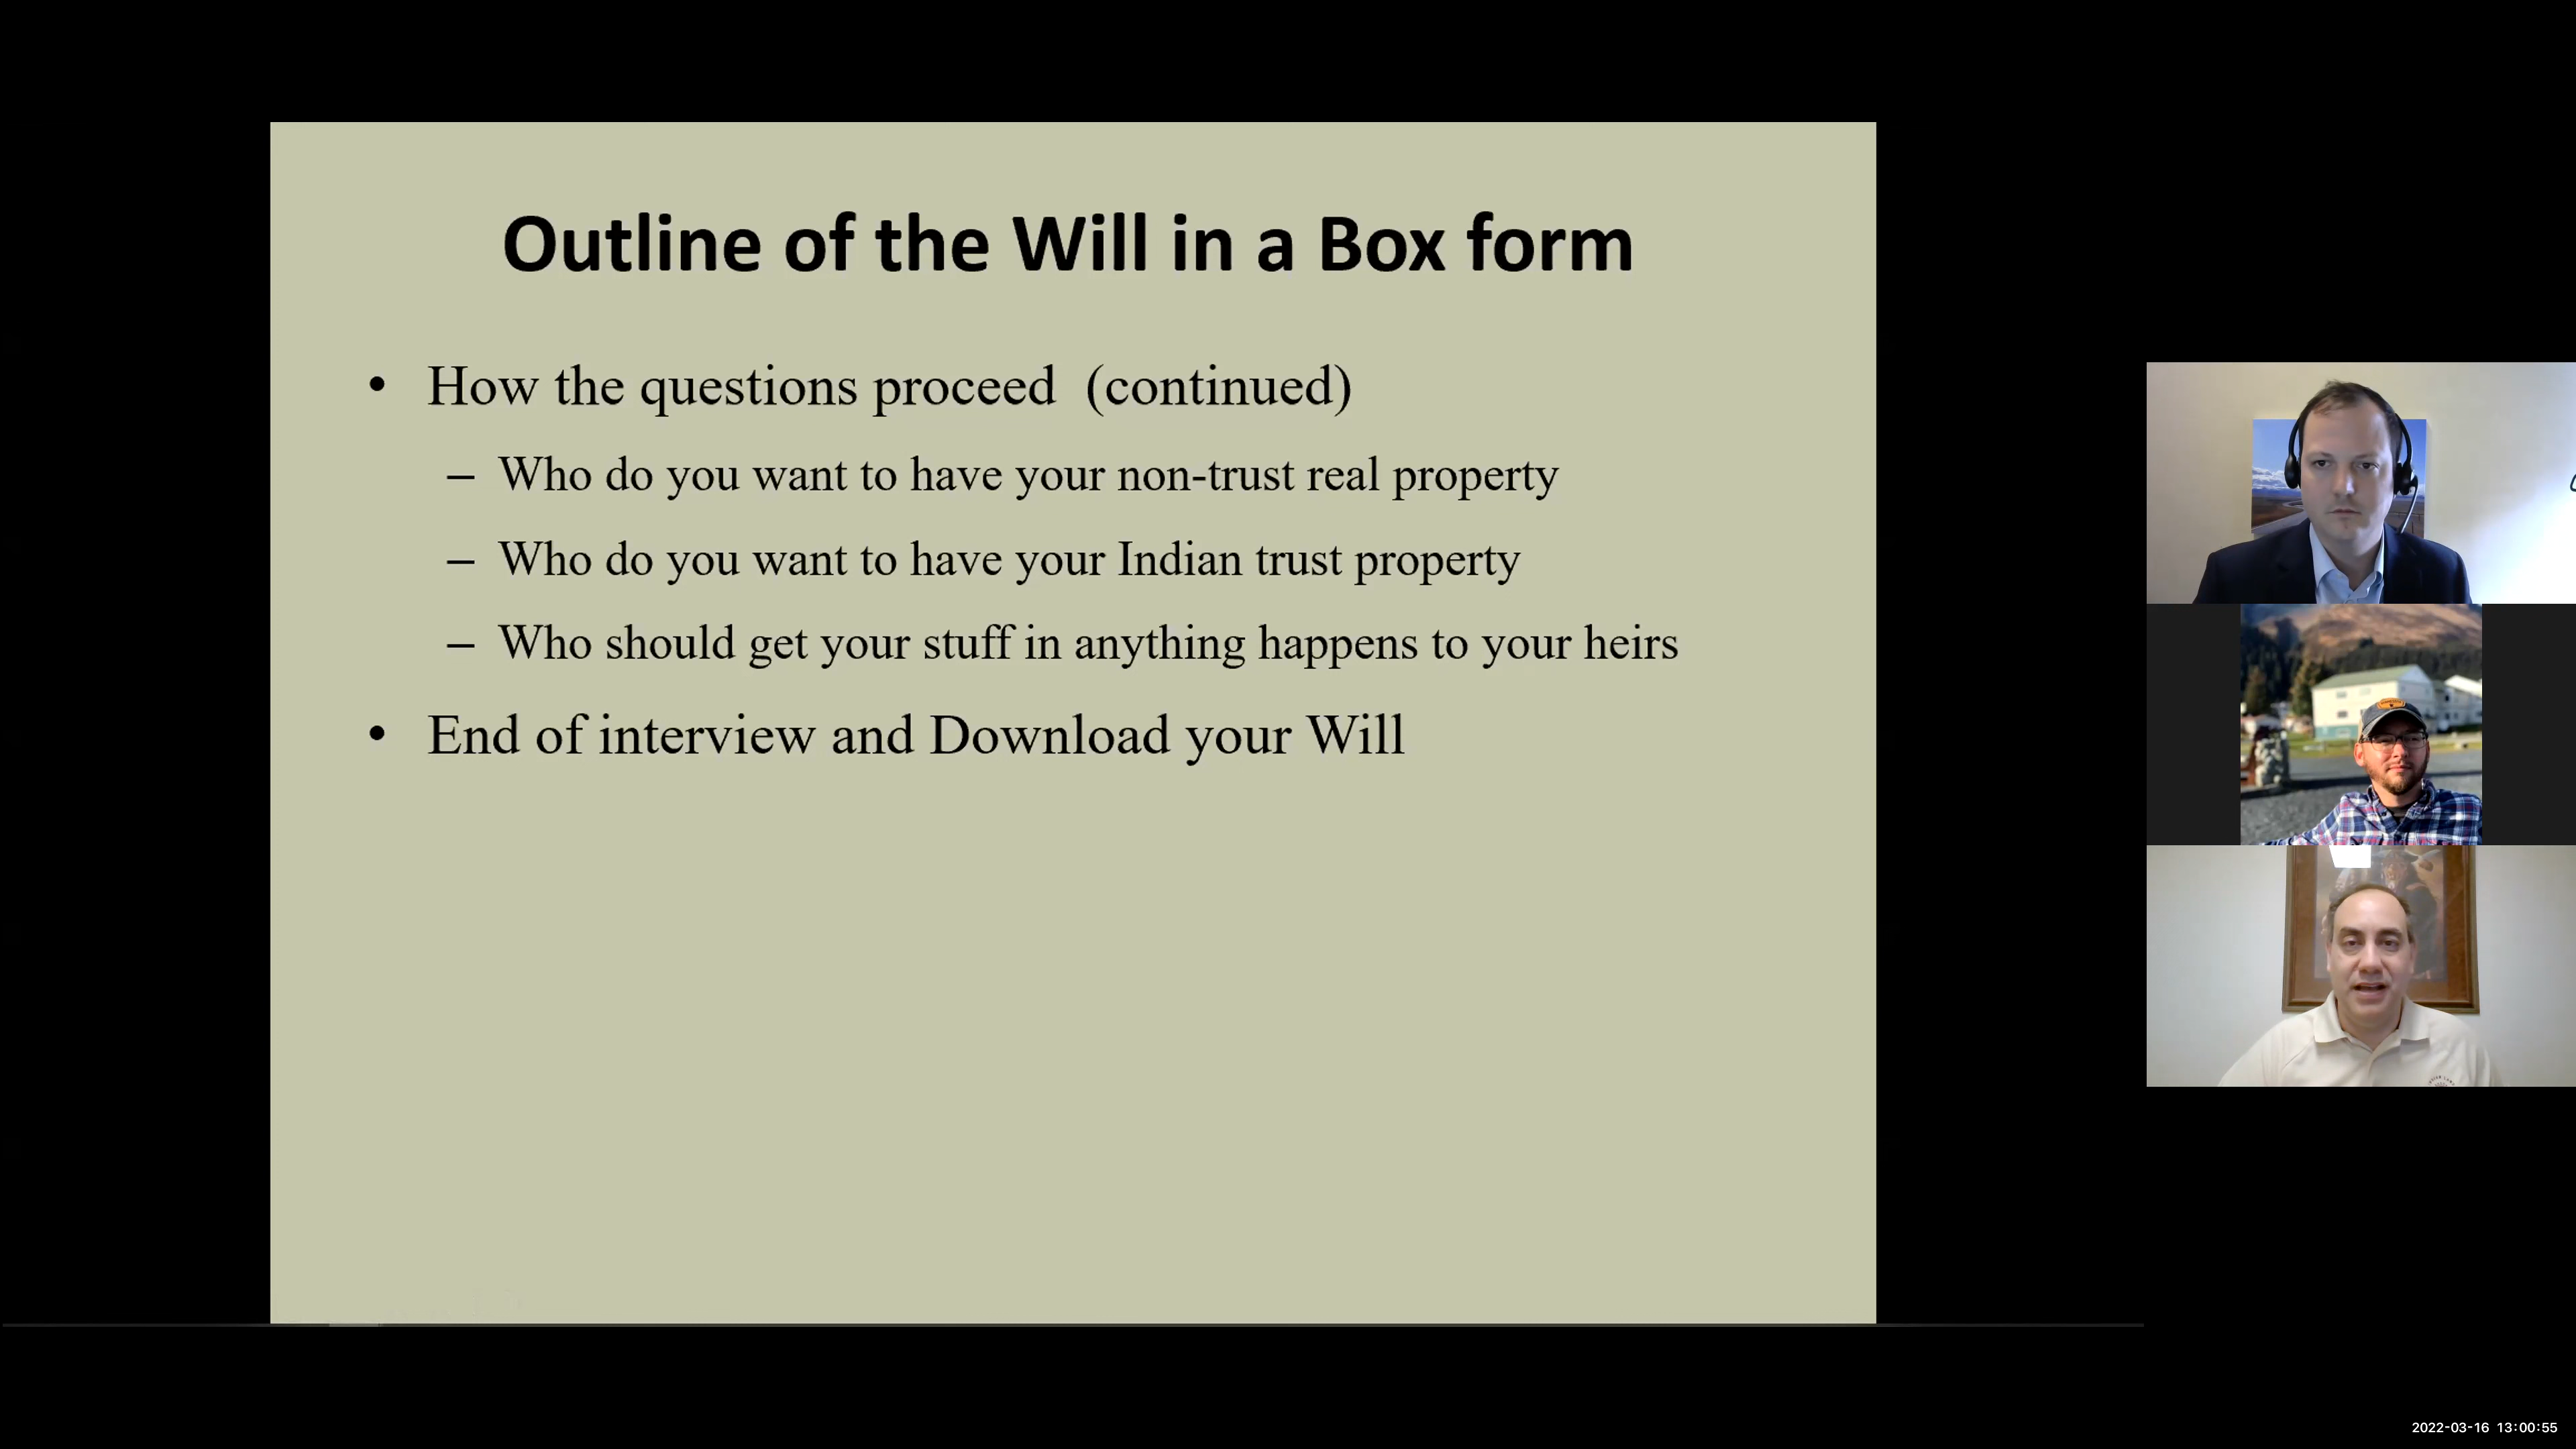 Outline of the Will in a Box form
• How the questions proceed (continued)
– Who do you want to have your non-trust real property
– Who do you want to have your Indian trust property
– Who should get your stuff in anything happens to your heirs
• End of interview and Download your Will
2022-03-16 13:00:55